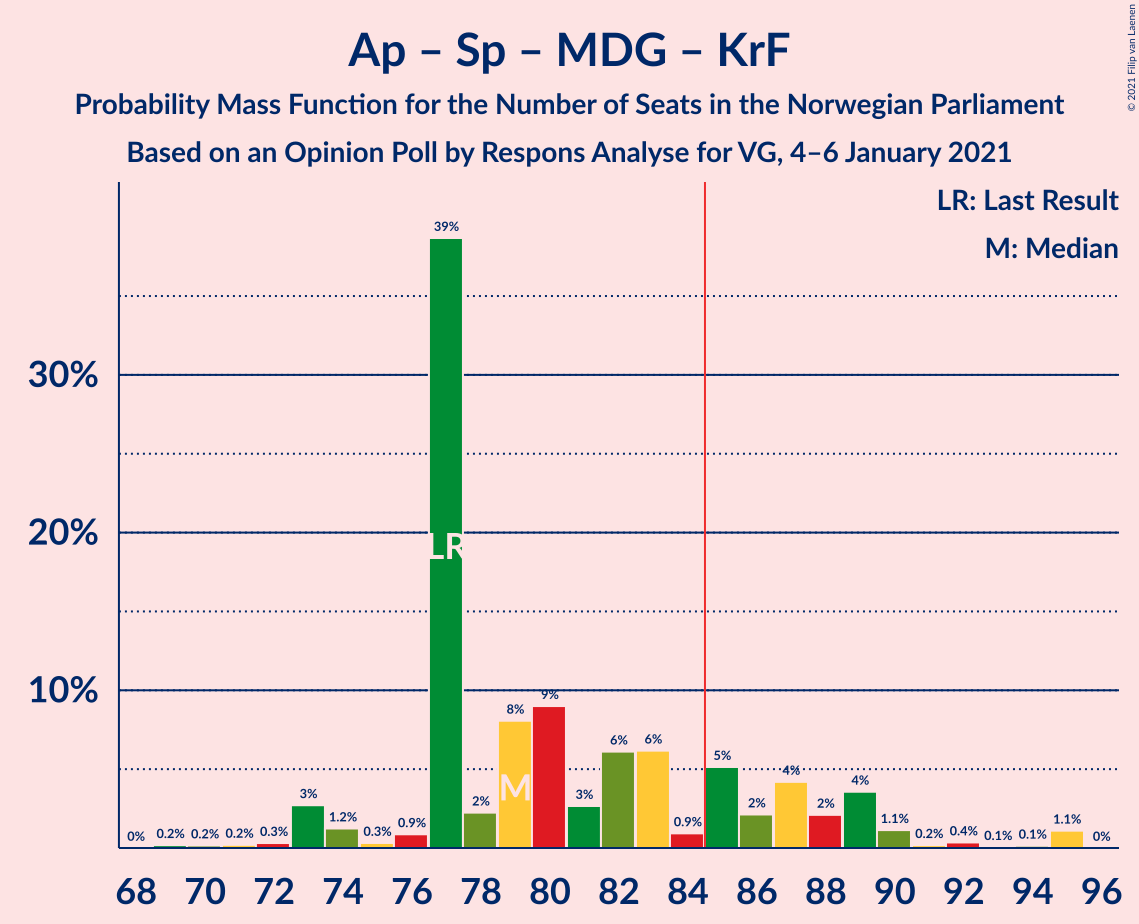 Ap – Sp – MDG – KrF
Probability Mass Function for the Number of Seats in the Norwegian Parliament
Based on an Opinion Poll by Respons Analyse for VG, 4–6 January 2021
© 2021 Filip van Laenen
LR: Last Result
M: Median
30%
20%
10%
0% 0.2% 0.2% 0.2% 0.3% 3% 1.2% 0.3% 0.9% 39% 2% 8% 9% 3% 6% 6% 0.9% 5% 2% 4% 2% 4% 1.1% 0.2% 0.4% 0.1% 0.1% 1.1% 0%
LR
M
68 70 72 74 76 78 80 82 84 86 88 90 92 94 96